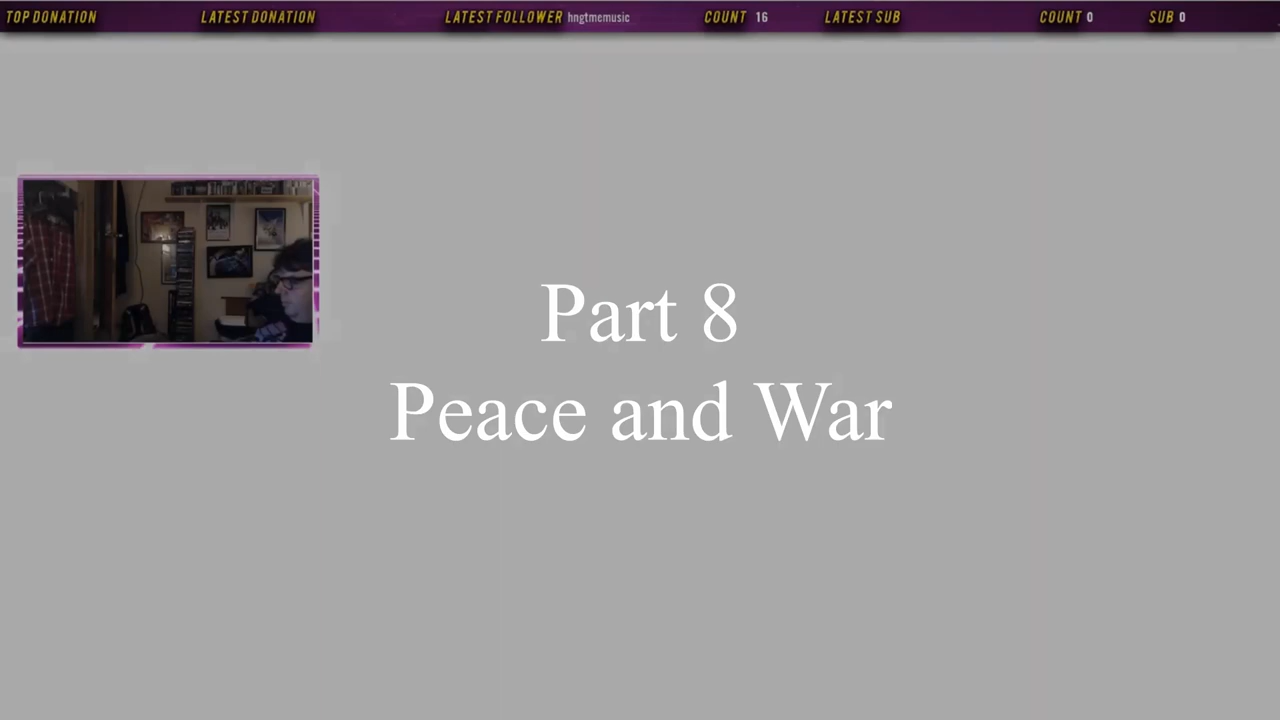 TOP DONATION LATEST DONATION LATEST FOLLOWER hngtmemusic COUNT 16 LATEST SUB COUNT 0 SUB 0
Part 8
Peace and War